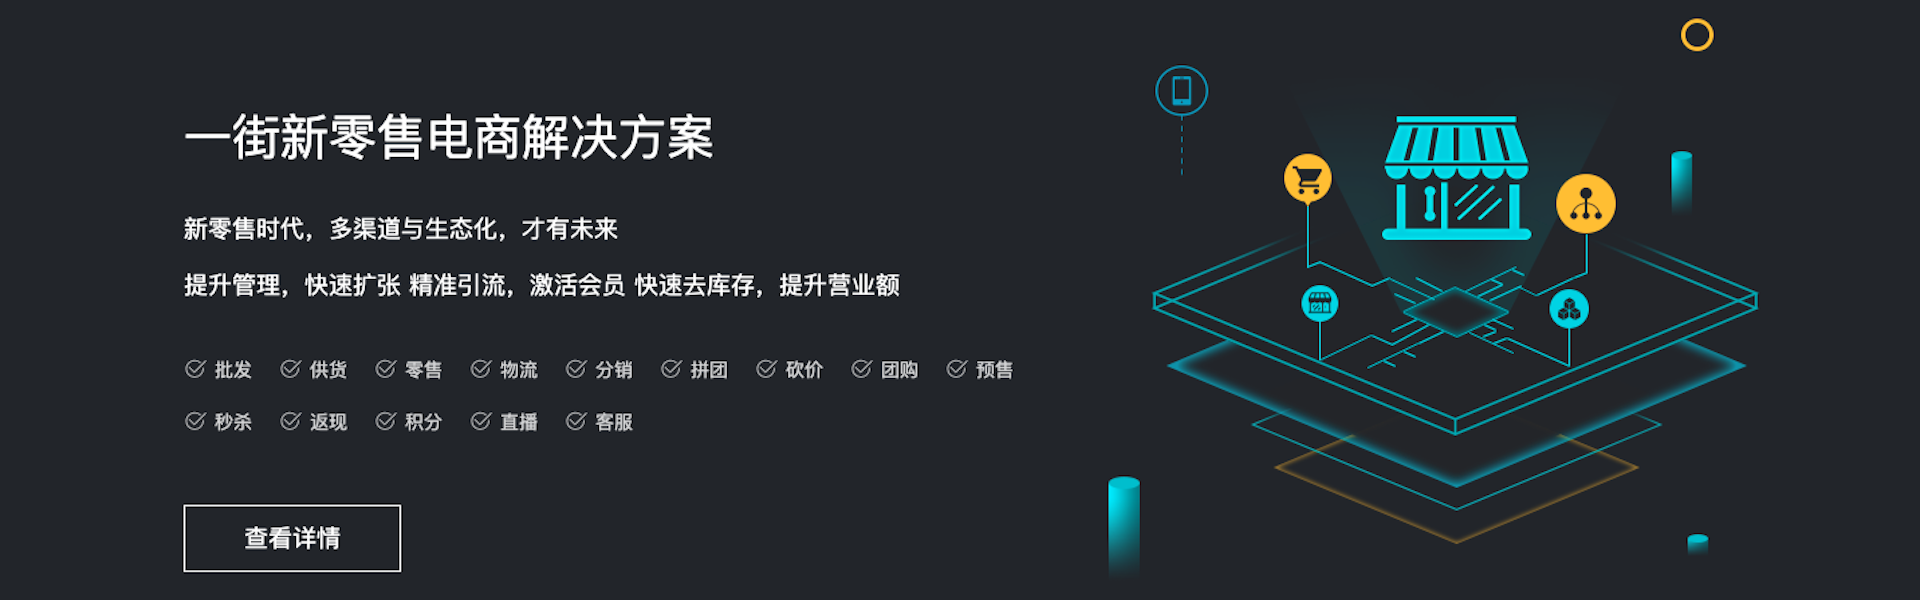 一街新零售电商解决方案
新零售时代，多渠道与生态化，才有未来
提升管理，快速扩张 精准引流，激活会员 快速去库存，提升营业额
批发 供货 零售 物流 分销 拼团 砍价 团购 预售
秒杀 返现 积分 直播 客服
查看详情